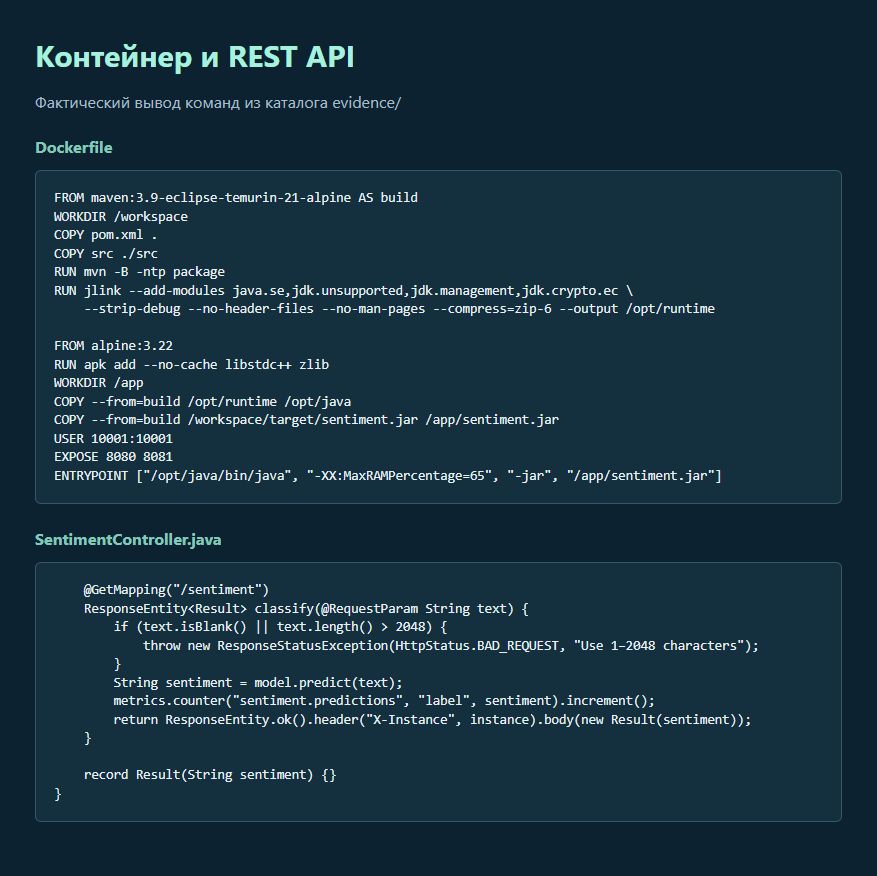 Контейнер и REST API
Фактический вывод команд из каталога evidence/
Dockerfile
FROM maven:3.9-eclipse-temurin-21-alpine AS build
WORKDIR /workspace
COPY pom.xml .
COPY src ./src
RUN mvn -B -ntp package
RUN jlink --add-modules java.se,jdk.unsupported,jdk.management,jdk.crypto.ec \
    --strip-debug --no-header-files --no-man-pages --compress=zip-6 --output /opt/runtime

FROM alpine:3.22
RUN apk add --no-cache libstdc++ zlib
WORKDIR /app
COPY --from=build /opt/runtime /opt/java
COPY --from=build /workspace/target/sentiment.jar /app/sentiment.jar
USER 10001:10001
EXPOSE 8080 8081
ENTRYPOINT ["/opt/java/bin/java", "-XX:MaxRAMPercentage=65", "-jar", "/app/sentiment.jar"]
SentimentController.java
    @GetMapping("/sentiment")
    ResponseEntity<Result> classify(@RequestParam String text) {
        if (text.isBlank() || text.length() > 2048) {
            throw new ResponseStatusException(HttpStatus.BAD_REQUEST, "Use 1–2048 characters");
        }
        String sentiment = model.predict(text);
        metrics.counter("sentiment.predictions", "label", sentiment).increment();
        return ResponseEntity.ok().header("X-Instance", instance).body(new Result(sentiment));
    }

    record Result(String sentiment) {}
}